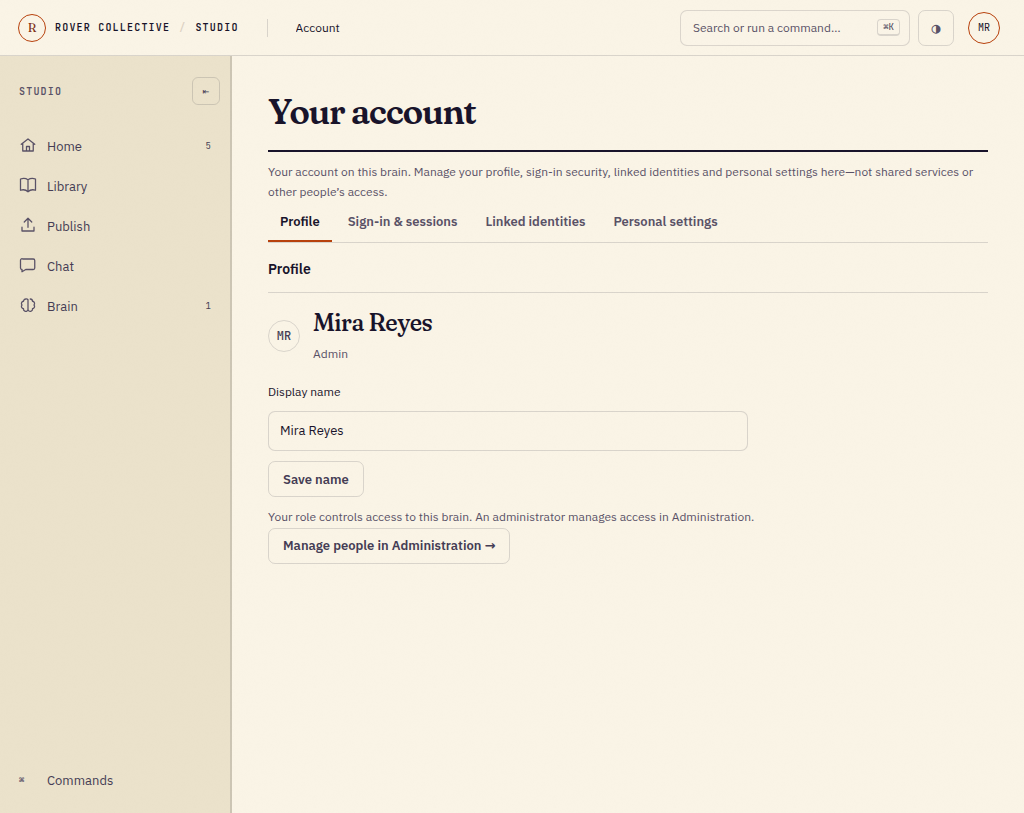 R ROVER COLLECTIVE / STUDIO
Account
Search or run a command... ⌘K
MR
STUDIO
Home 5
Library
Publish
Chat
Brain 1
⌘ Commands
Your account
Your account on this brain. Manage your profile, sign-in security, linked identities and personal settings here—not shared services or
other people's access.
Profile Sign-in & sessions Linked identities Personal settings
Profile
MR
Mira Reyes
Admin
Display name
Mira Reyes
Save name
Your role controls access to this brain. An administrator manages access in Administration.
Manage people in Administration →